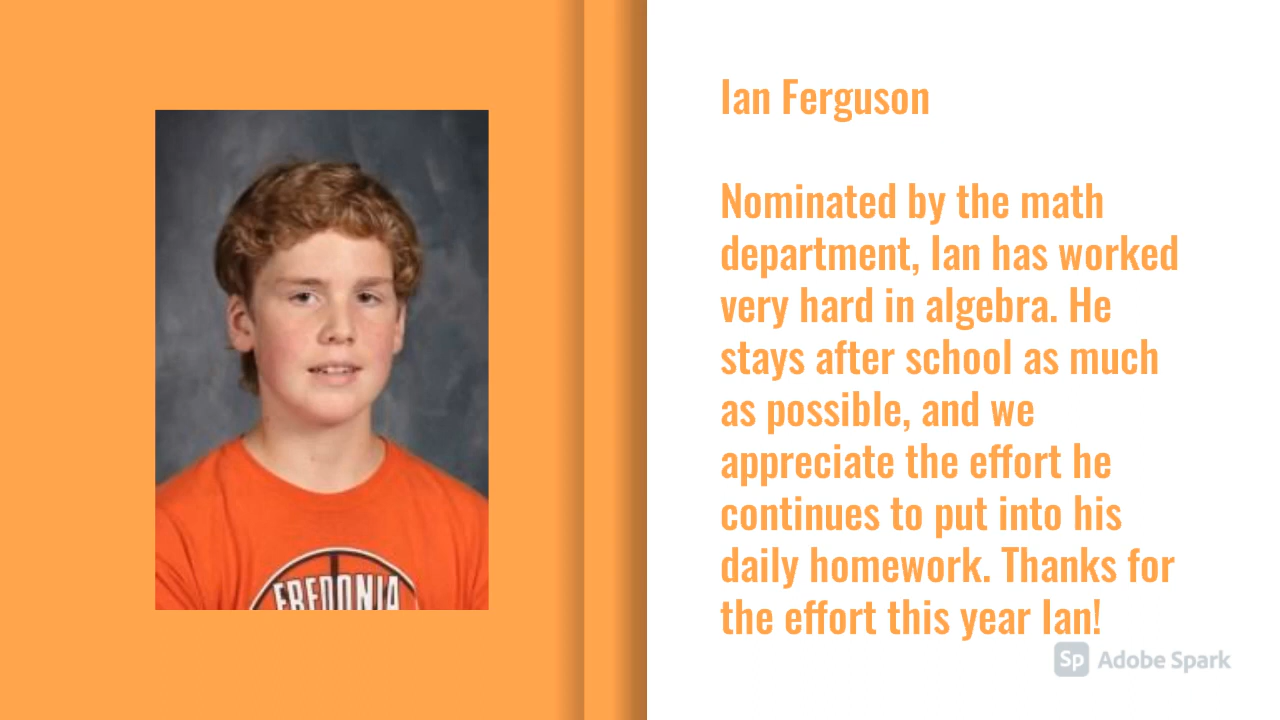 Ian Ferguson
Nominated by the math
department, Ian has worked
very hard in algebra. He
stays after school as much
as possible, and we
appreciate the effort he
continues to put into his
daily homework. Thanks for
the effort this year Ian!
FREDONIA
Sp Adobe Spark